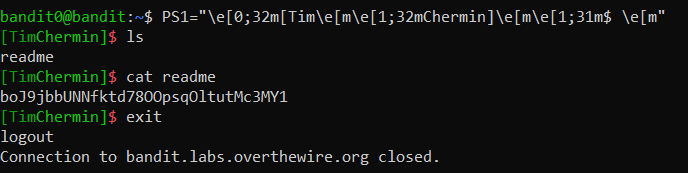 bandit0@bandit:~$ PS1="\e[0;32m[Tim\e[m\e[1;32mChermin]\e[m\e[1;31m$ \e[m"
[TimChermin]$ ls
readme
[TimChermin]$ cat readme
boJ9jbbUNNfktd78OOpsqOltutMc3MY1
[TimChermin]$ exit
logout
Connection to bandit.labs.overthewire.org closed.